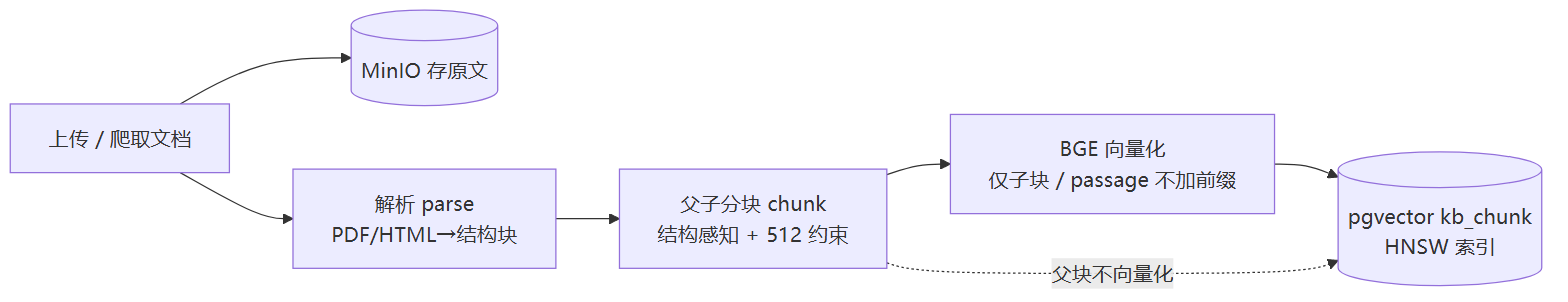 MinIO 存原文
上传 / 爬取文档
解析 parse
PDF/HTML→结构块
父子分块 chunk
结构感知 + 512 约束
BGE 向量化
仅子块 / passage 不加前缀
父块不向量化
pgvector kb_chunk
HNSW 索引